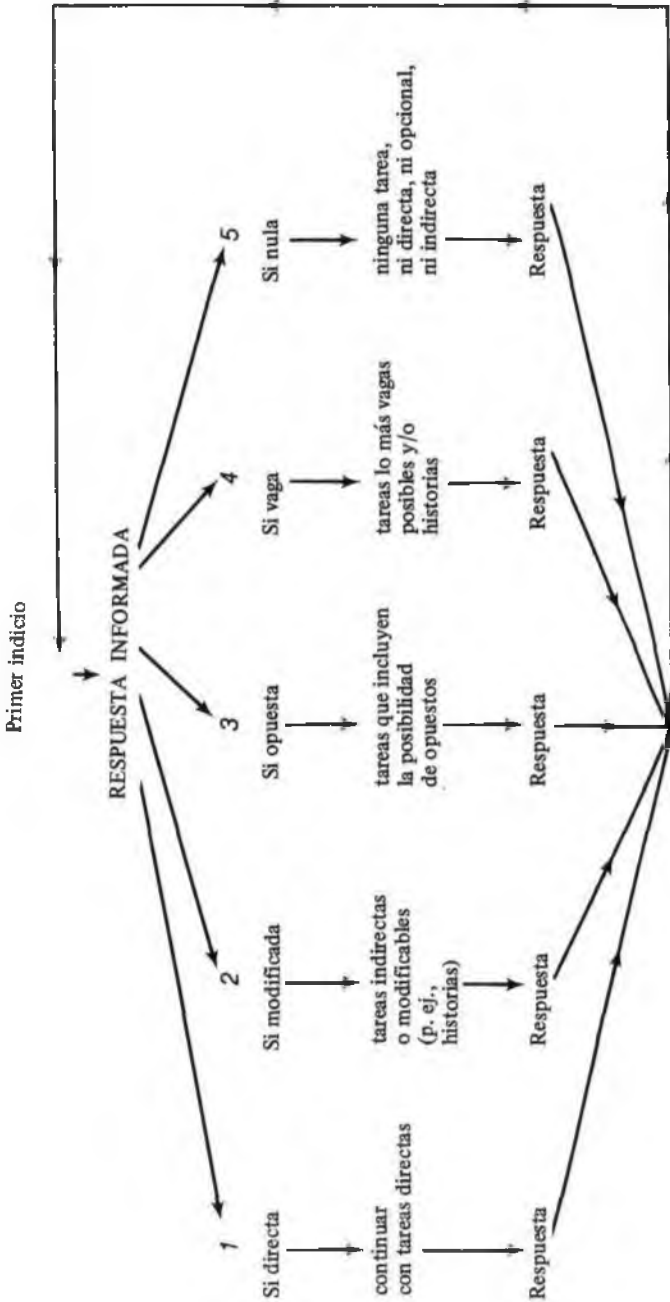 Primer indicio
RESPUESTA INFORMADA
1
Si directa
continuar
con tareas directas
Respuesta
2
Si modificada
tareas indirectas
o modificables
(p. ej.,
historias)
Respuesta
3
Si opuesta
tareas que incluyen
la posibilidad
de opuestos
Respuesta
4
Si vaga
tareas lo más vagas
posibles y/o
historias
Respuesta
5
Si nula
ninguna tarea,
ni directa, ni opcional,
ni indirecta
Respuesta